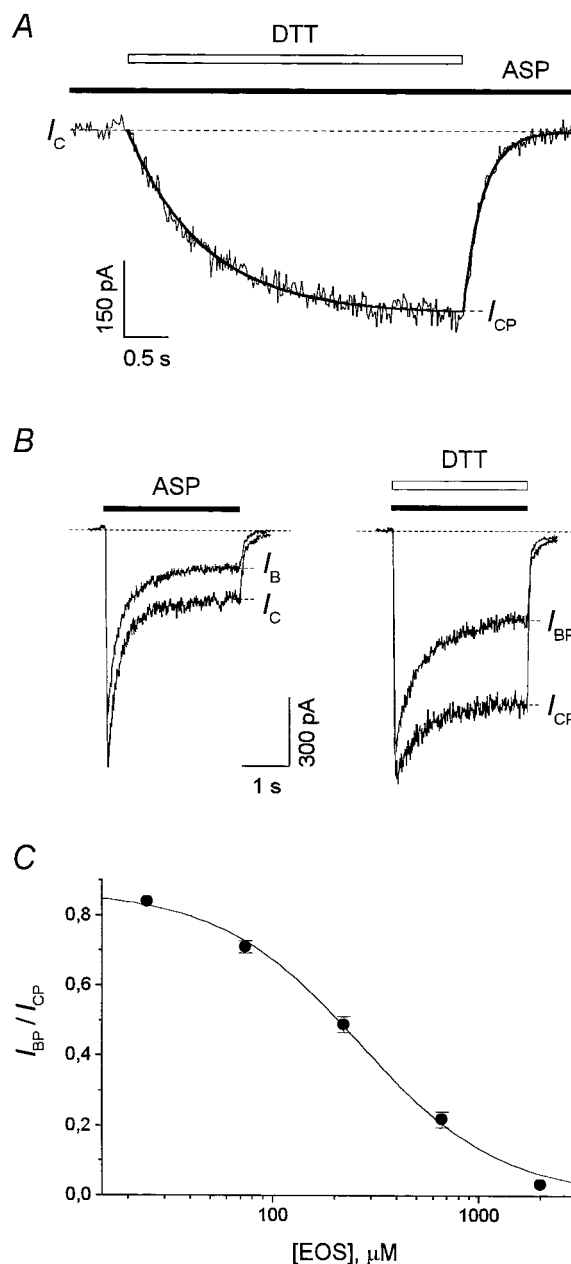 A
DTT
ASP
I_C
I_CP
150 pA
0.5 s
B
ASP
DTT
I_B
I_C
I_BP
I_CP
300 pA
1 s
C
0,8
0,6
0,4
0,2
0,0
I_BP / I_CP
100
1000
[EOS], μM